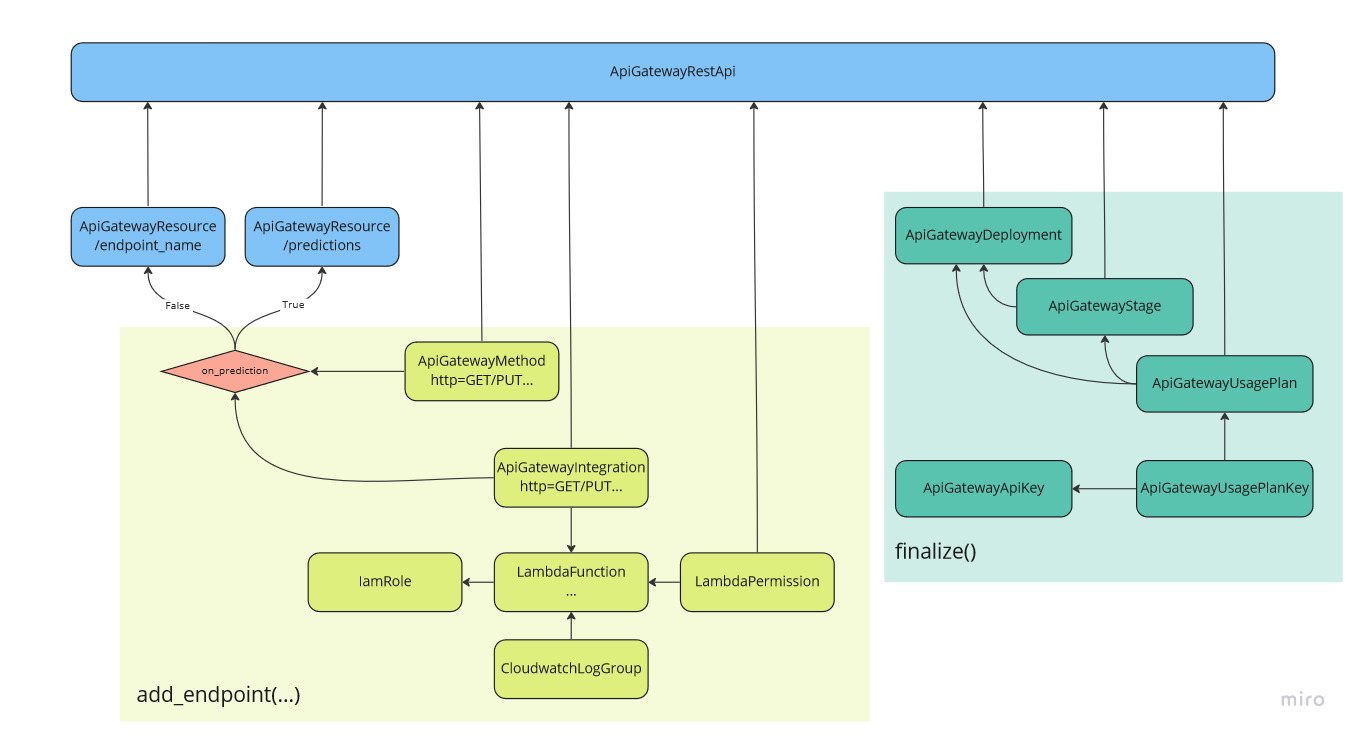 ApiGatewayRestApi
ApiGatewayResource
/endpoint_name
ApiGatewayResource
/predictions
ApiGatewayDeployment
False
True
ApiGatewayStage
on_prediction
ApiGatewayMethod
http=GET/PUT...
ApiGatewayUsagePlan
ApiGatewayIntegration
http=GET/PUT...
ApiGatewayApiKey
ApiGatewayUsagePlanKey
finalize()
IamRole
LambdaFunction
...
LambdaPermission
CloudwatchLogGroup
add_endpoint(...)
miro